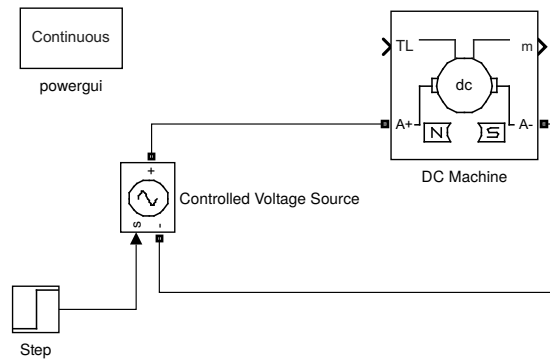 Continuous
powergui
TL
m
dc
A+
A-
N
S
DC Machine
+
Controlled Voltage Source
s
-
Step